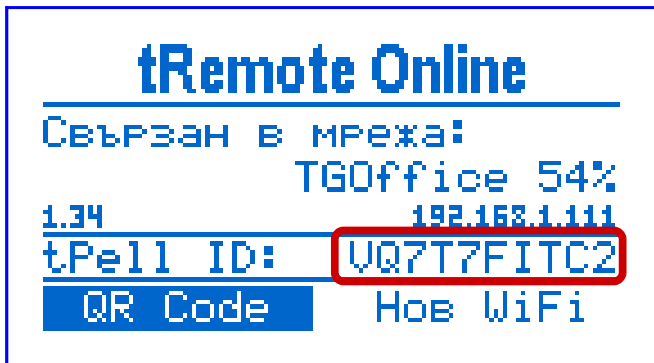 tRemote Online
Свързан в мрежа:
TGOffice 54%
1.34 192.168.1.111
tPell ID: VQ7T7FITC2
QR Code Нов WiFi